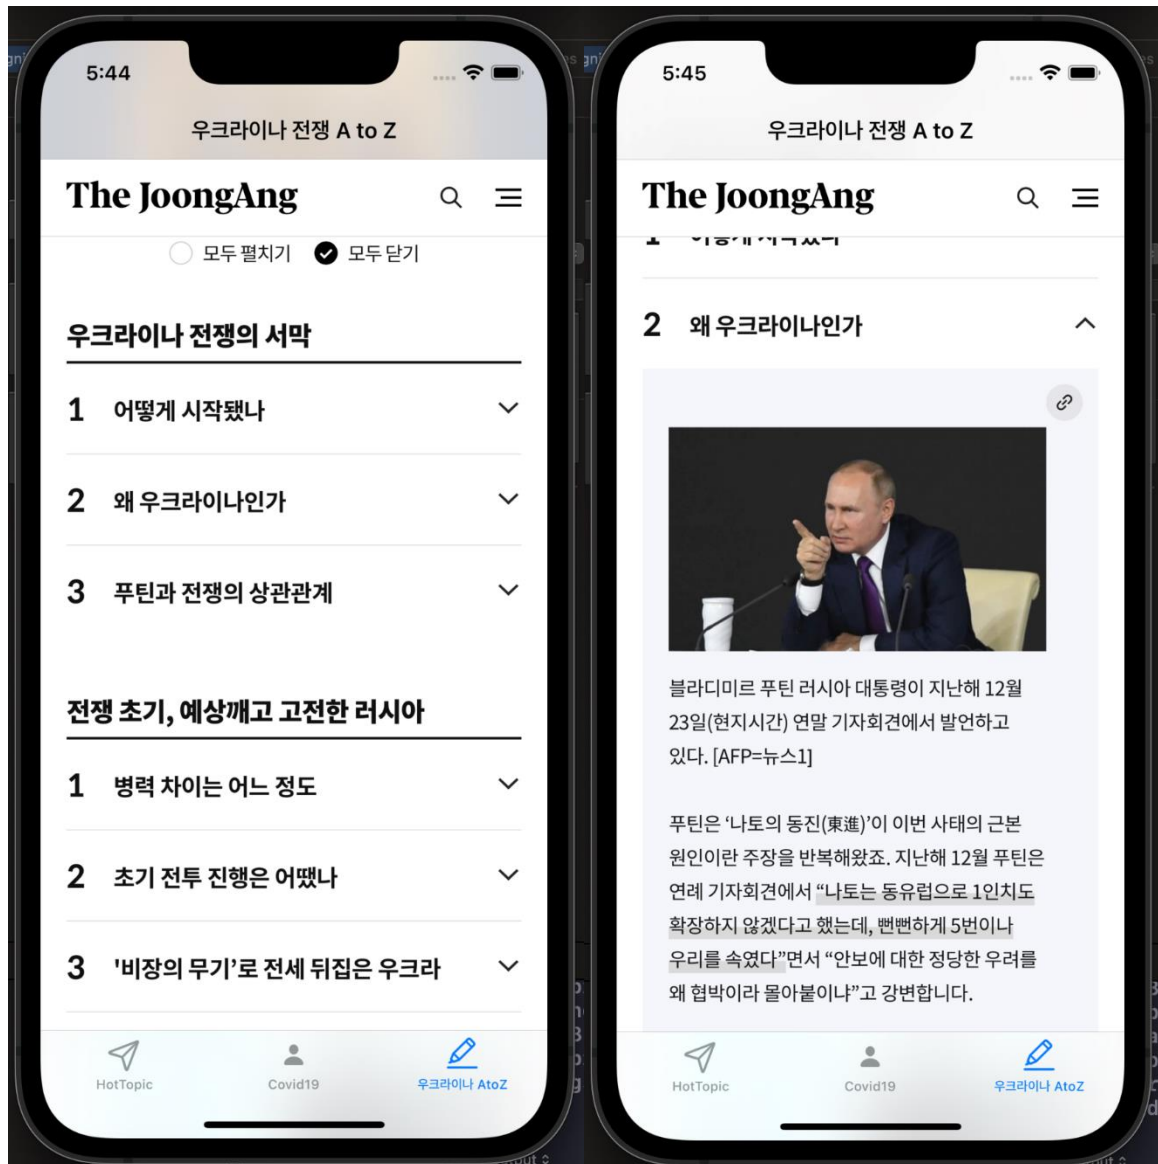 5:44
우크라이나 전쟁 A to Z
The JoongAng
모두 펼치기 모두 닫기
우크라이나 전쟁의 서막
1 어떻게 시작됐나
2 왜 우크라이나인가
3 푸틴과 전쟁의 상관관계
전쟁 초기, 예상깨고 고전한 러시아
1 병력 차이는 어느 정도
2 초기 전투 진행은 어땠나
3 '비장의 무기’로 전세 뒤집은 우크라
HotTopic Covid19 우크라이나 AtoZ
5:45
우크라이나 전쟁 A to Z
The JoongAng
1 어떻게 시작됐나
2 왜 우크라이나인가
블라디미르 푸틴 러시아 대통령이 지난해 12월
23일(현지시간) 연말 기자회견에서 발언하고
있다. [AFP=뉴스1]
푸틴은 ‘나토의 동진(東進)’이 이번 사태의 근본
원인이란 주장을 반복해왔죠. 지난해 12월 푸틴은
연례 기자회견에서 “나토는 동유럽으로 1인치도
확장하지 않겠다고 했는데, 뻔뻔하게 5번이나
우리를 속였다”면서 “안보에 대한 정당한 우려를
왜 협박이라 몰아붙이냐”고 강변합니다.
HotTopic Covid19 우크라이나 AtoZ